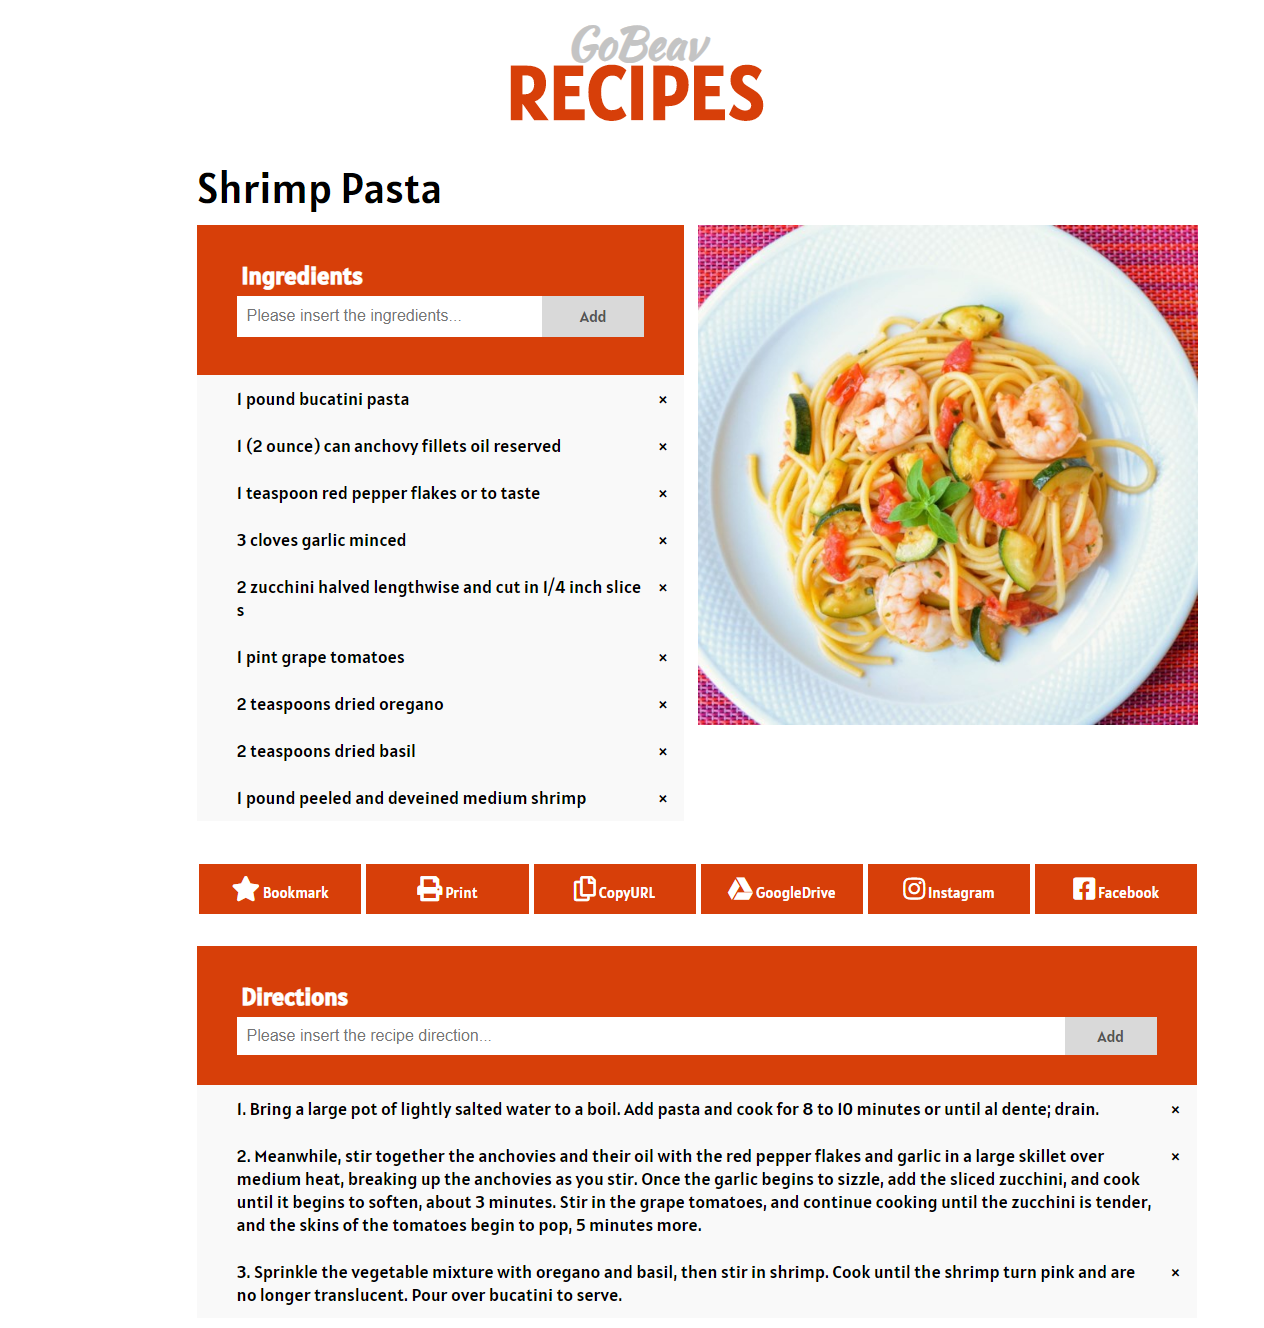 GoBeav
RECIPES
Shrimp Pasta
Ingredients
Please insert the ingredients...
Add
1 pound bucatini pasta ×
1 (2 ounce) can anchovy fillets oil reserved ×
1 teaspoon red pepper flakes or to taste ×
3 cloves garlic minced ×
2 zucchini halved lengthwise and cut in 1/4 inch slice ×
s
1 pint grape tomatoes ×
2 teaspoons dried oregano ×
2 teaspoons dried basil ×
1 pound peeled and deveined medium shrimp ×
Bookmark
Print
CopyURL
GoogleDrive
Instagram
Facebook
Directions
Please insert the recipe direction...
Add
1. Bring a large pot of lightly salted water to a boil. Add pasta and cook for 8 to 10 minutes or until al dente; drain. ×
2. Meanwhile, stir together the anchovies and their oil with the red pepper flakes and garlic in a large skillet over ×
medium heat, breaking up the anchovies as you stir. Once the garlic begins to sizzle, add the sliced zucchini, and cook
until it begins to soften, about 3 minutes. Stir in the grape tomatoes, and continue cooking until the zucchini is tender,
and the skins of the tomatoes begin to pop, 5 minutes more.
3. Sprinkle the vegetable mixture with oregano and basil, then stir in shrimp. Cook until the shrimp turn pink and are ×
no longer translucent. Pour over bucatini to serve.